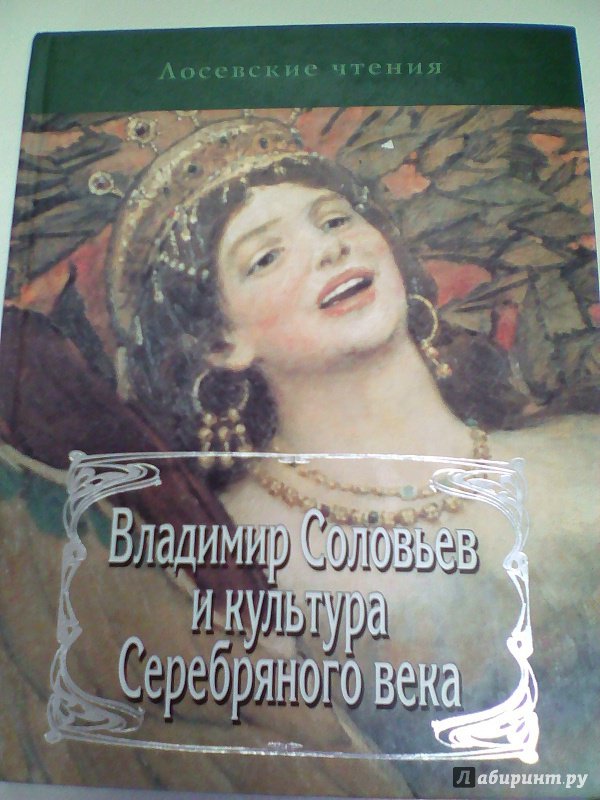 Лосевские чтения
Владимир Соловьев
и культура
Серебряного века
Лабиринт.ру